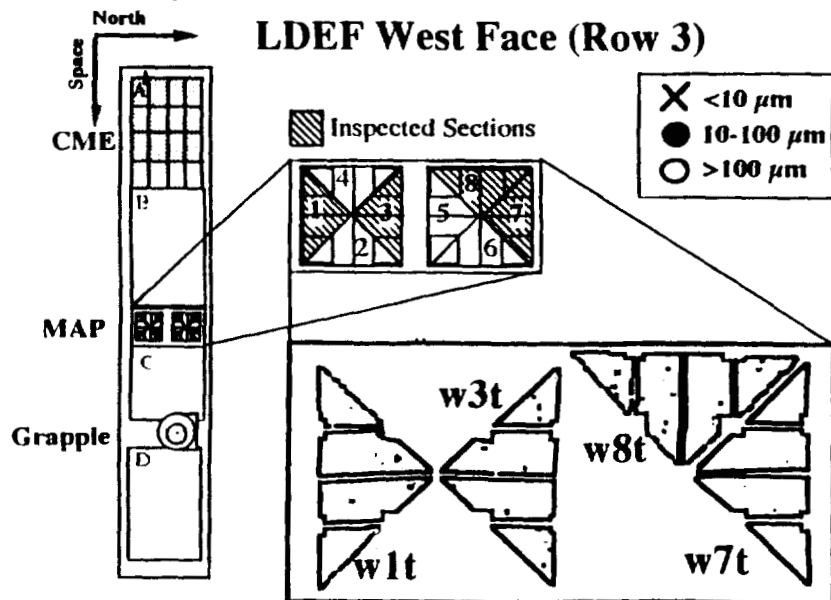 LDEF West Face (Row 3)
North
Space
A
CME
B
MAP
C
Grapple
D
Inspected Sections
<10 µm
10-100 µm
>100 µm
4
1
3
2
8
5
7
6
w3t
w8t
w1t
w7t